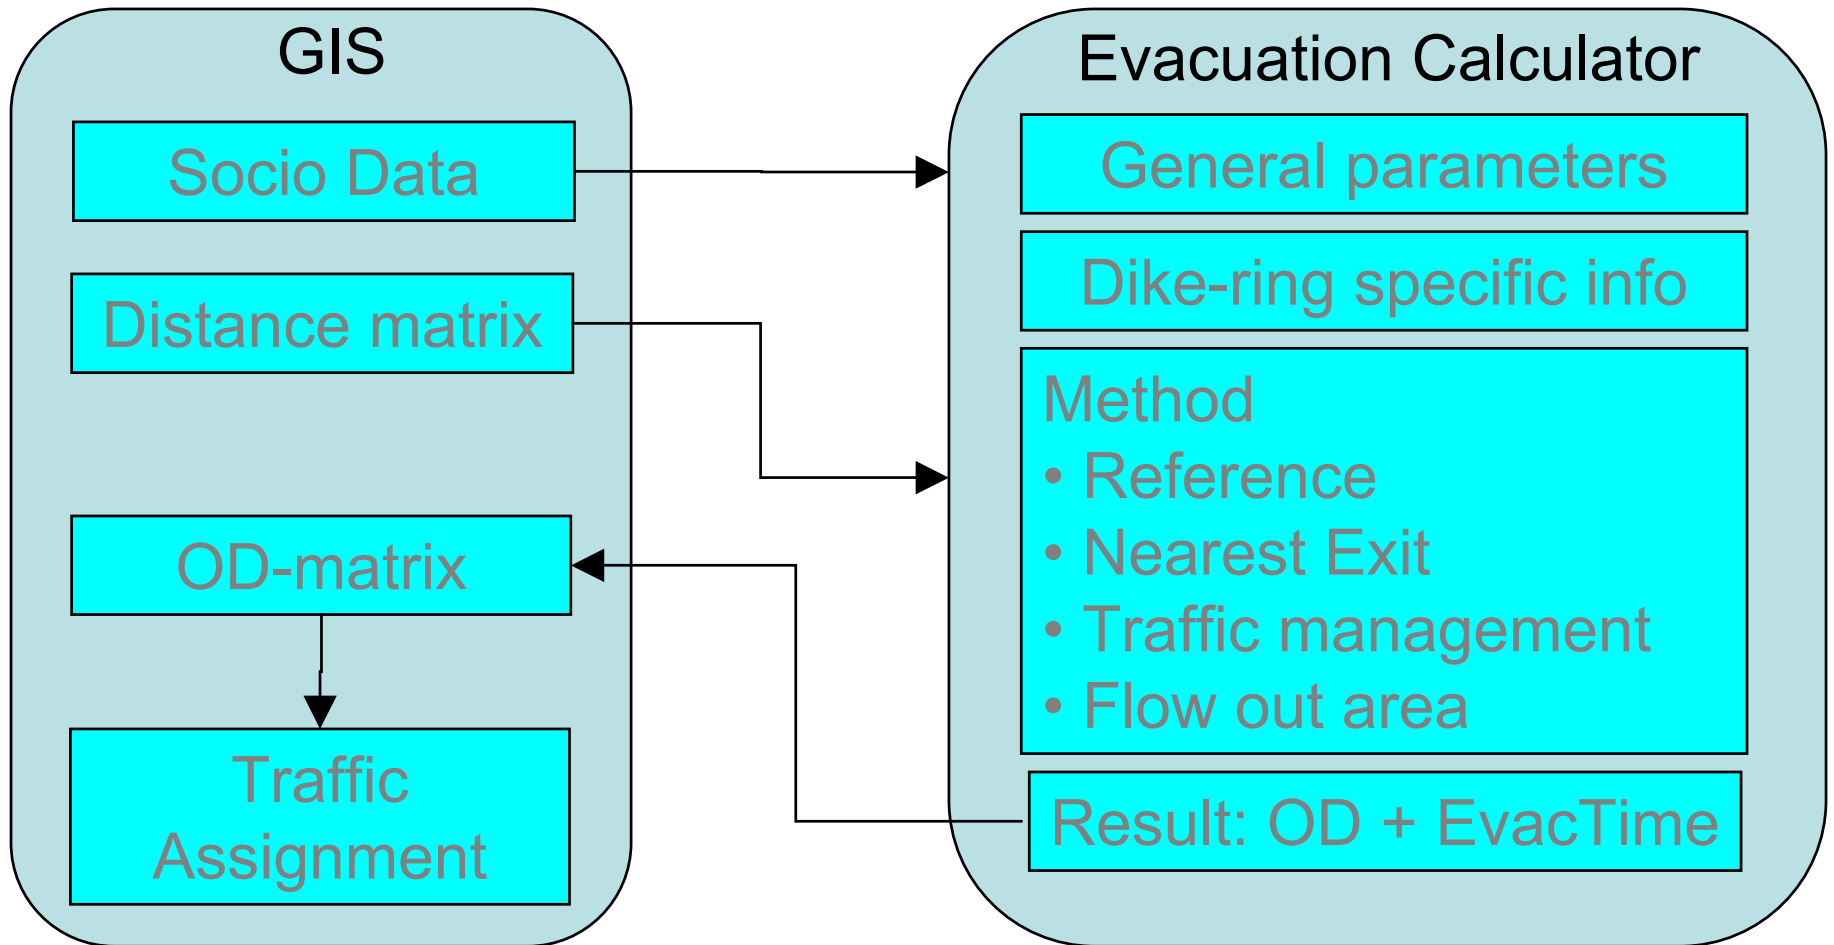 GIS
Socio Data
Distance matrix
OD-matrix
Traffic
Assignment
Evacuation Calculator
General parameters
Dike-ring specific info
Method
• Reference
• Nearest Exit
• Traffic management
• Flow out area
Result: OD + EvacTime